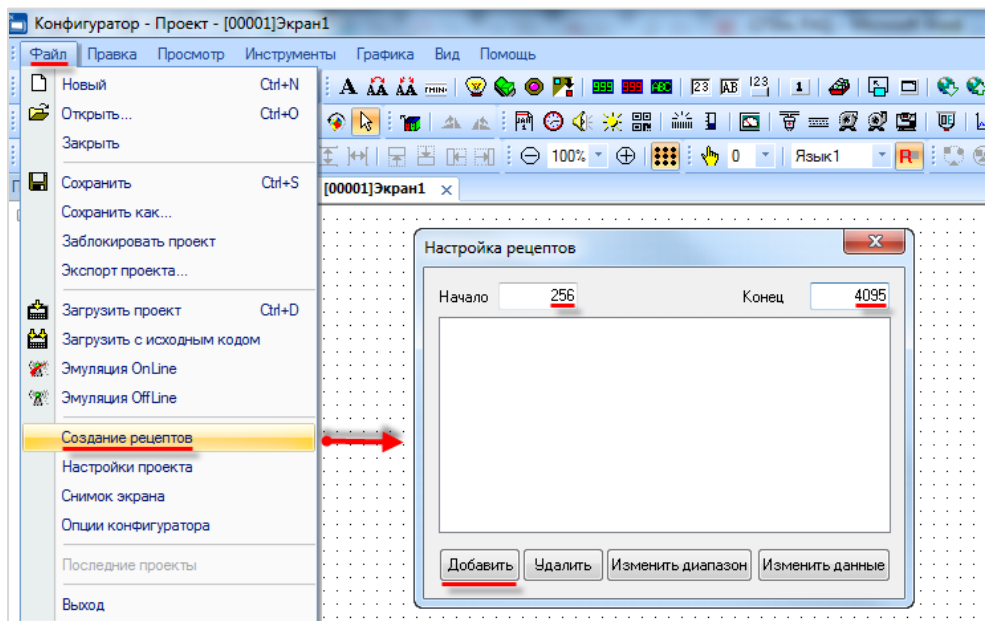 Конфигуратор - Проект - [00001]Экран1
Файл Правка Просмотр Инструменты Графика Вид Помощь
Новый Ctrl+N
Открыть... Ctrl+O
Закрыть
Сохранить Ctrl+S
Сохранить как...
Заблокировать проект
Экспорт проекта...
Загрузить проект Ctrl+D
Загрузить с исходным кодом
Эмуляция OnLine
Эмуляция OffLine
Создание рецептов
Настройки проекта
Снимок экрана
Опции конфигуратора
Последние проекты
Выход
100% 0 Язык1
[00001]Экран1
Настройка рецептов
Начало 256 Конец 4095
Добавить Удалить Изменить диапазон Изменить данные